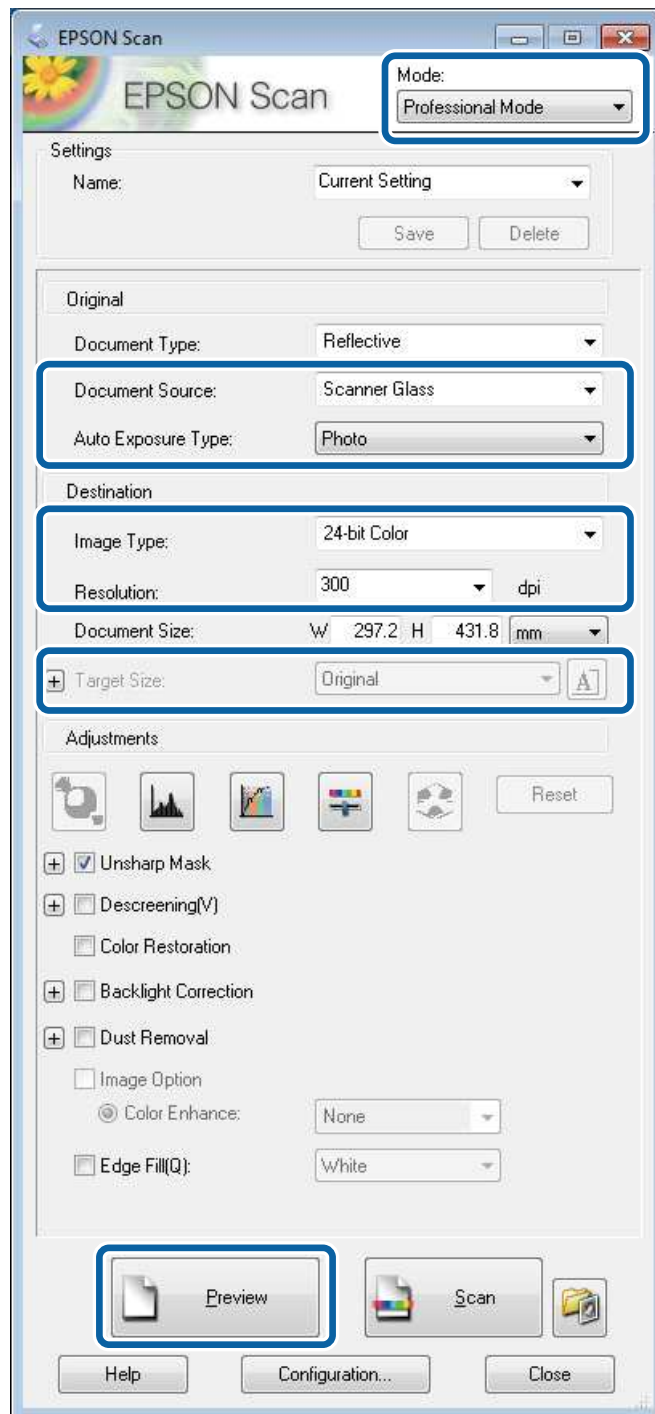 EPSON Scan
EPSON Scan
Mode:
Professional Mode
Settings
Name: Current Setting
Save Delete
Original
Document Type: Reflective
Document Source: Scanner Glass
Auto Exposure Type: Photo
Destination
Image Type: 24-bit Color
Resolution: 300 dpi
Document Size: W 297.2 H 431.8 mm
Target Size: Original A
Adjustments
Reset
Unsharp Mask
Descreening(V)
Color Restoration
Backlight Correction
Dust Removal
Image Option
Color Enhance: None
Edge Fill(Q): White
Preview Scan
Help Configuration... Close